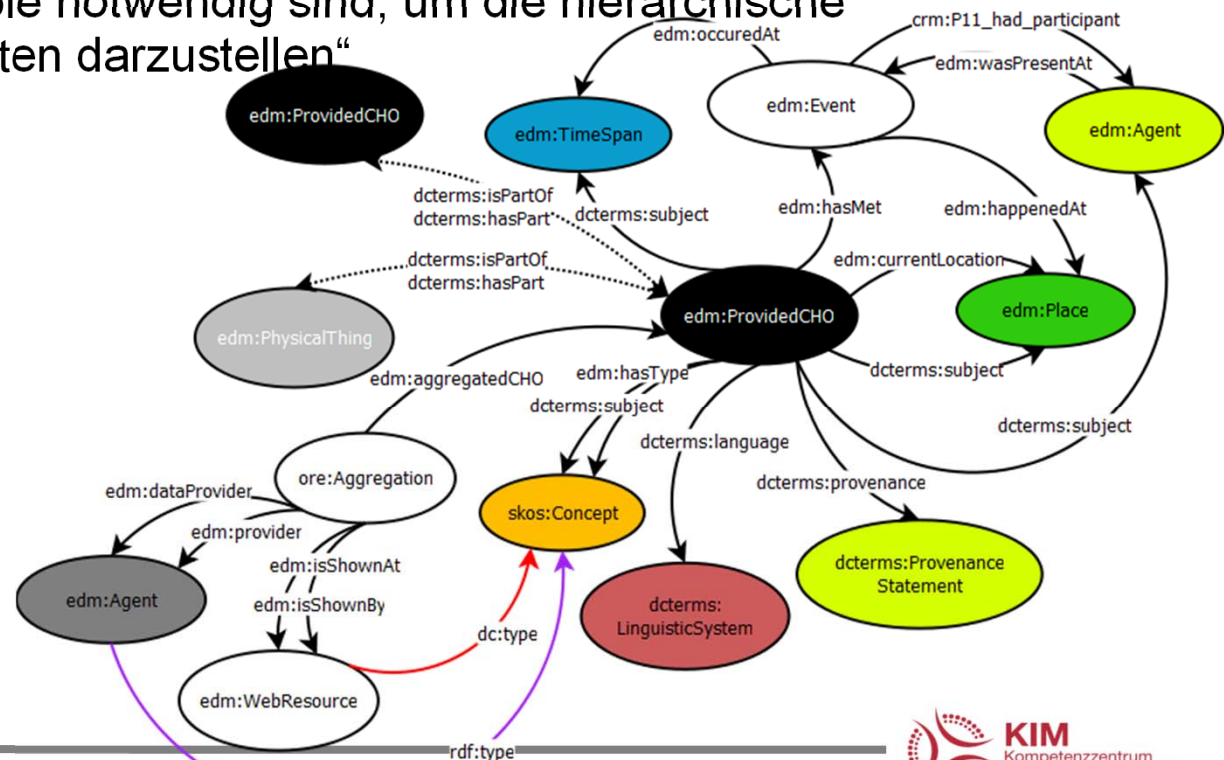 ole notwendig sind, um die hierarchische
ten darzustellen“
edm:occuredAt
crm:P11_had_participant
edm:wasPresentAt
edm:ProvidedCHO
edm:TimeSpan
edm:Event
edm:Agent
dcterms:isPartOf
dcterms:hasPart
dcterms:subject
edm:hasMet
edm:happenedAt
dcterms:isPartOf
dcterms:hasPart
edm:currentLocation
edm:PhysicalThing
edm:ProvidedCHO
edm:Place
edm:aggregatedCHO
edm:hasType
dcterms:subject
dcterms:subject
dcterms:subject
dcterms:language
dcterms:provenance
ore:Aggregation
edm:dataProvider
edm:provider
skos:Concept
edm:isShownAt
edm:isShownBy
edm:Agent
dcterms:
LinguisticSystem
dcterms:Provenance
Statement
dc:type
edm:WebResource
rdf:type
KIM
Kompetenzzentrum